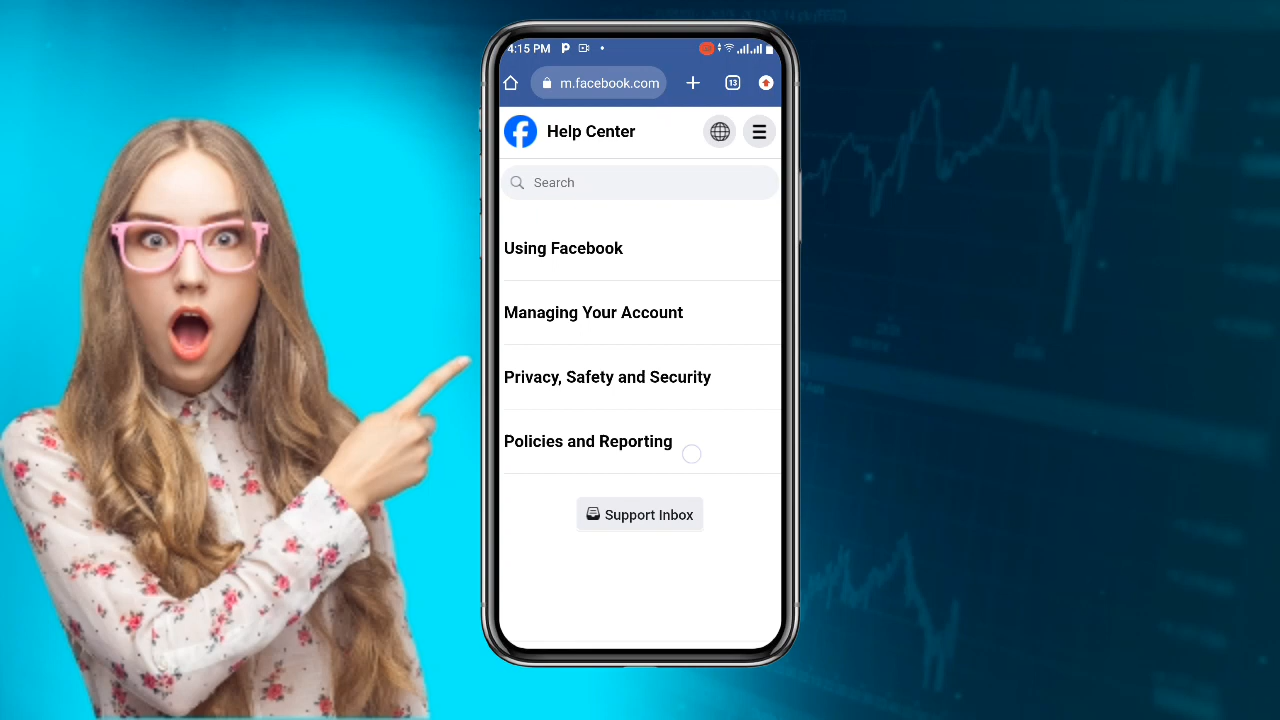 4:15 PM
m.facebook.com
13
Help Center
Search
Using Facebook
Managing Your Account
Privacy, Safety and Security
Policies and Reporting
Support Inbox